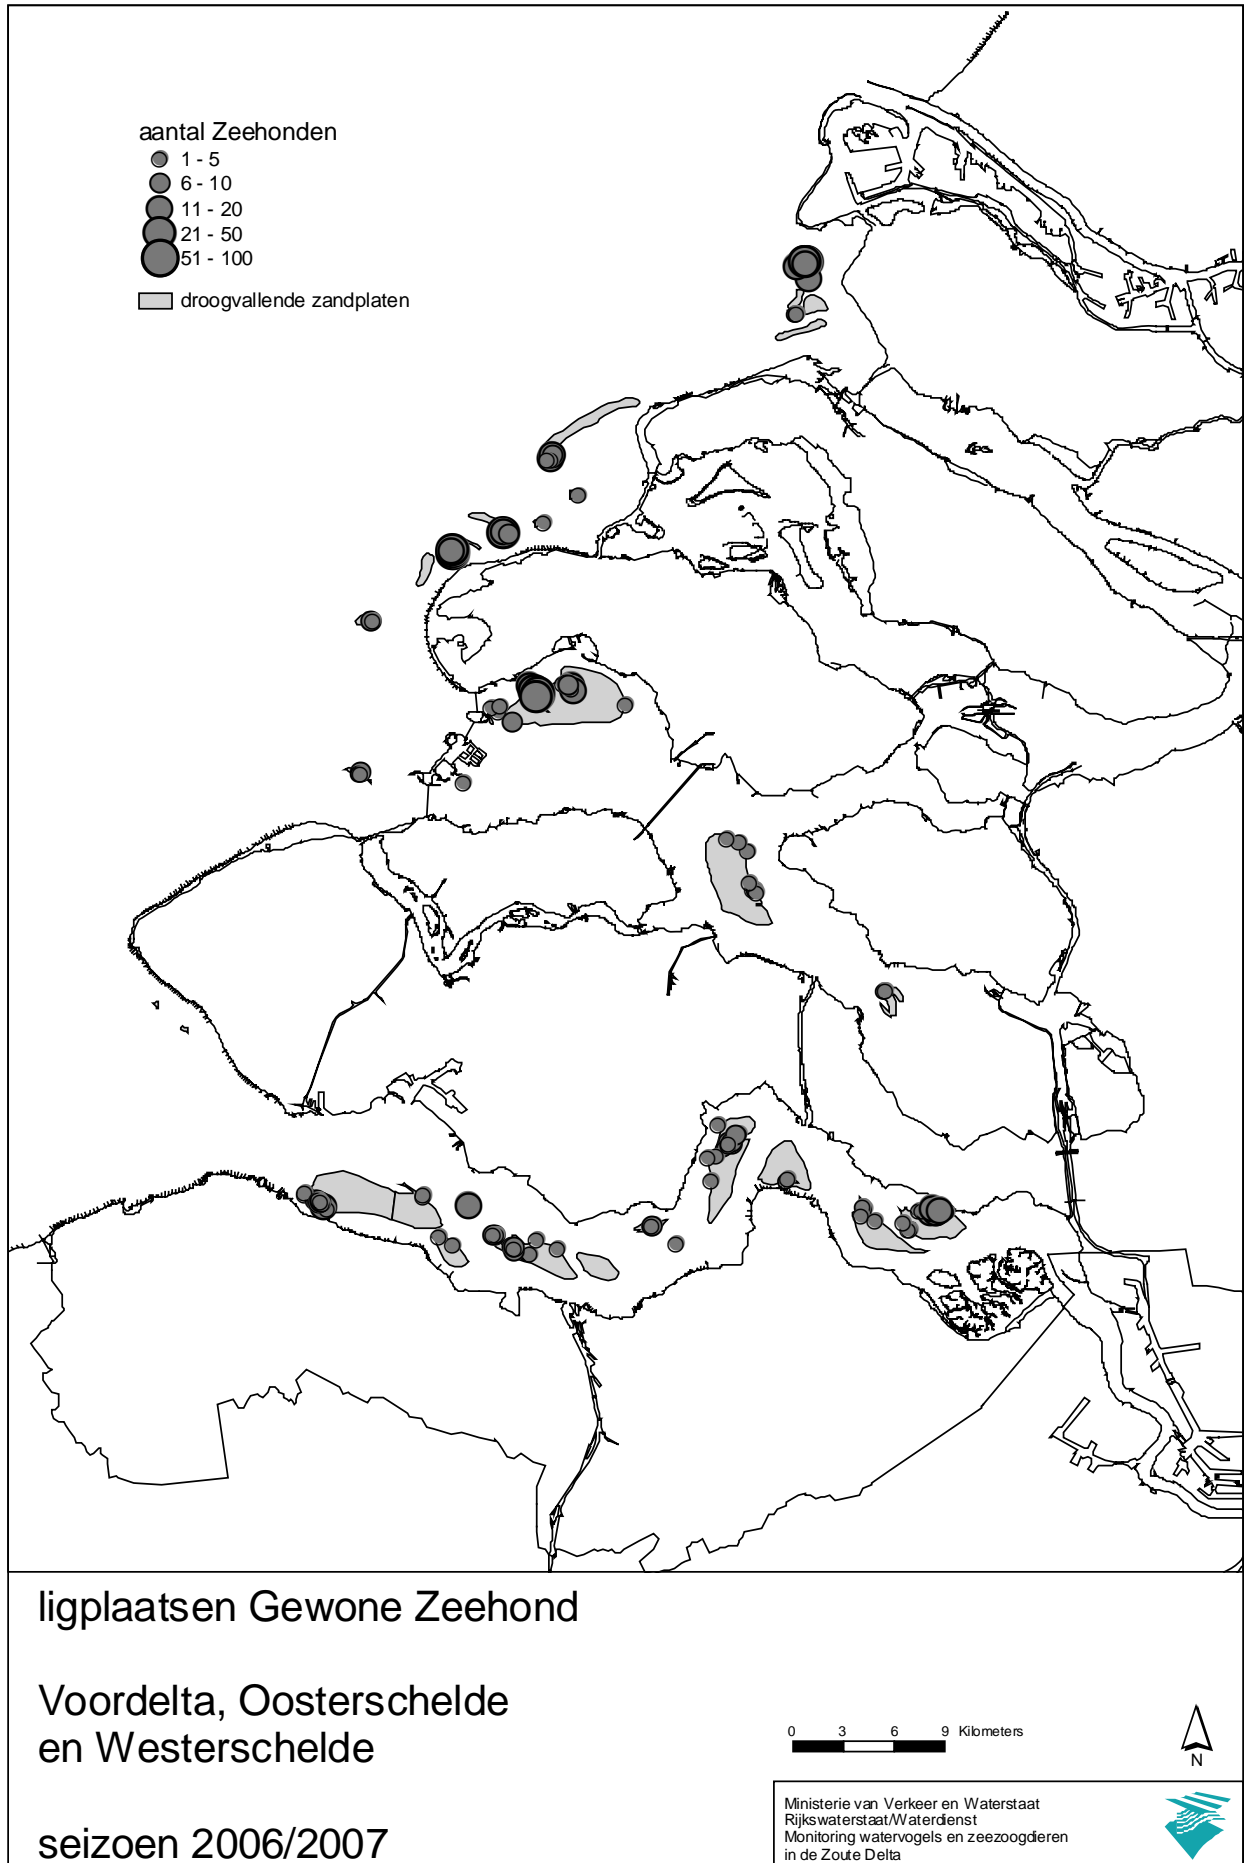 aantal Zeehonden
1 - 5
6 - 10
11 - 20
21 - 50
51 - 100
droogvallende zandplaten
ligplaatsen Gewone Zeehond
Voordelta, Oosterschelde
en Westerschelde
seizoen 2006/2007
0 3 6 9 Kilometers
N
Ministerie van Verkeer en Waterstaat
Rijkswaterstaat/Waterdienst
Monitoring watervogels en zeezoogdieren
in de Zoute Delta